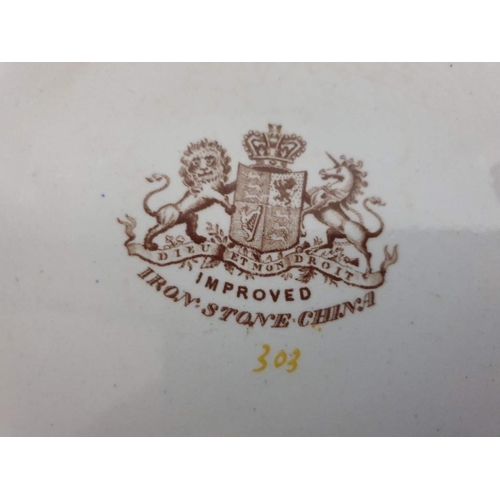 DIEU ET MON DROIT
IMPROVED
IRON·STONE·CHINA
303